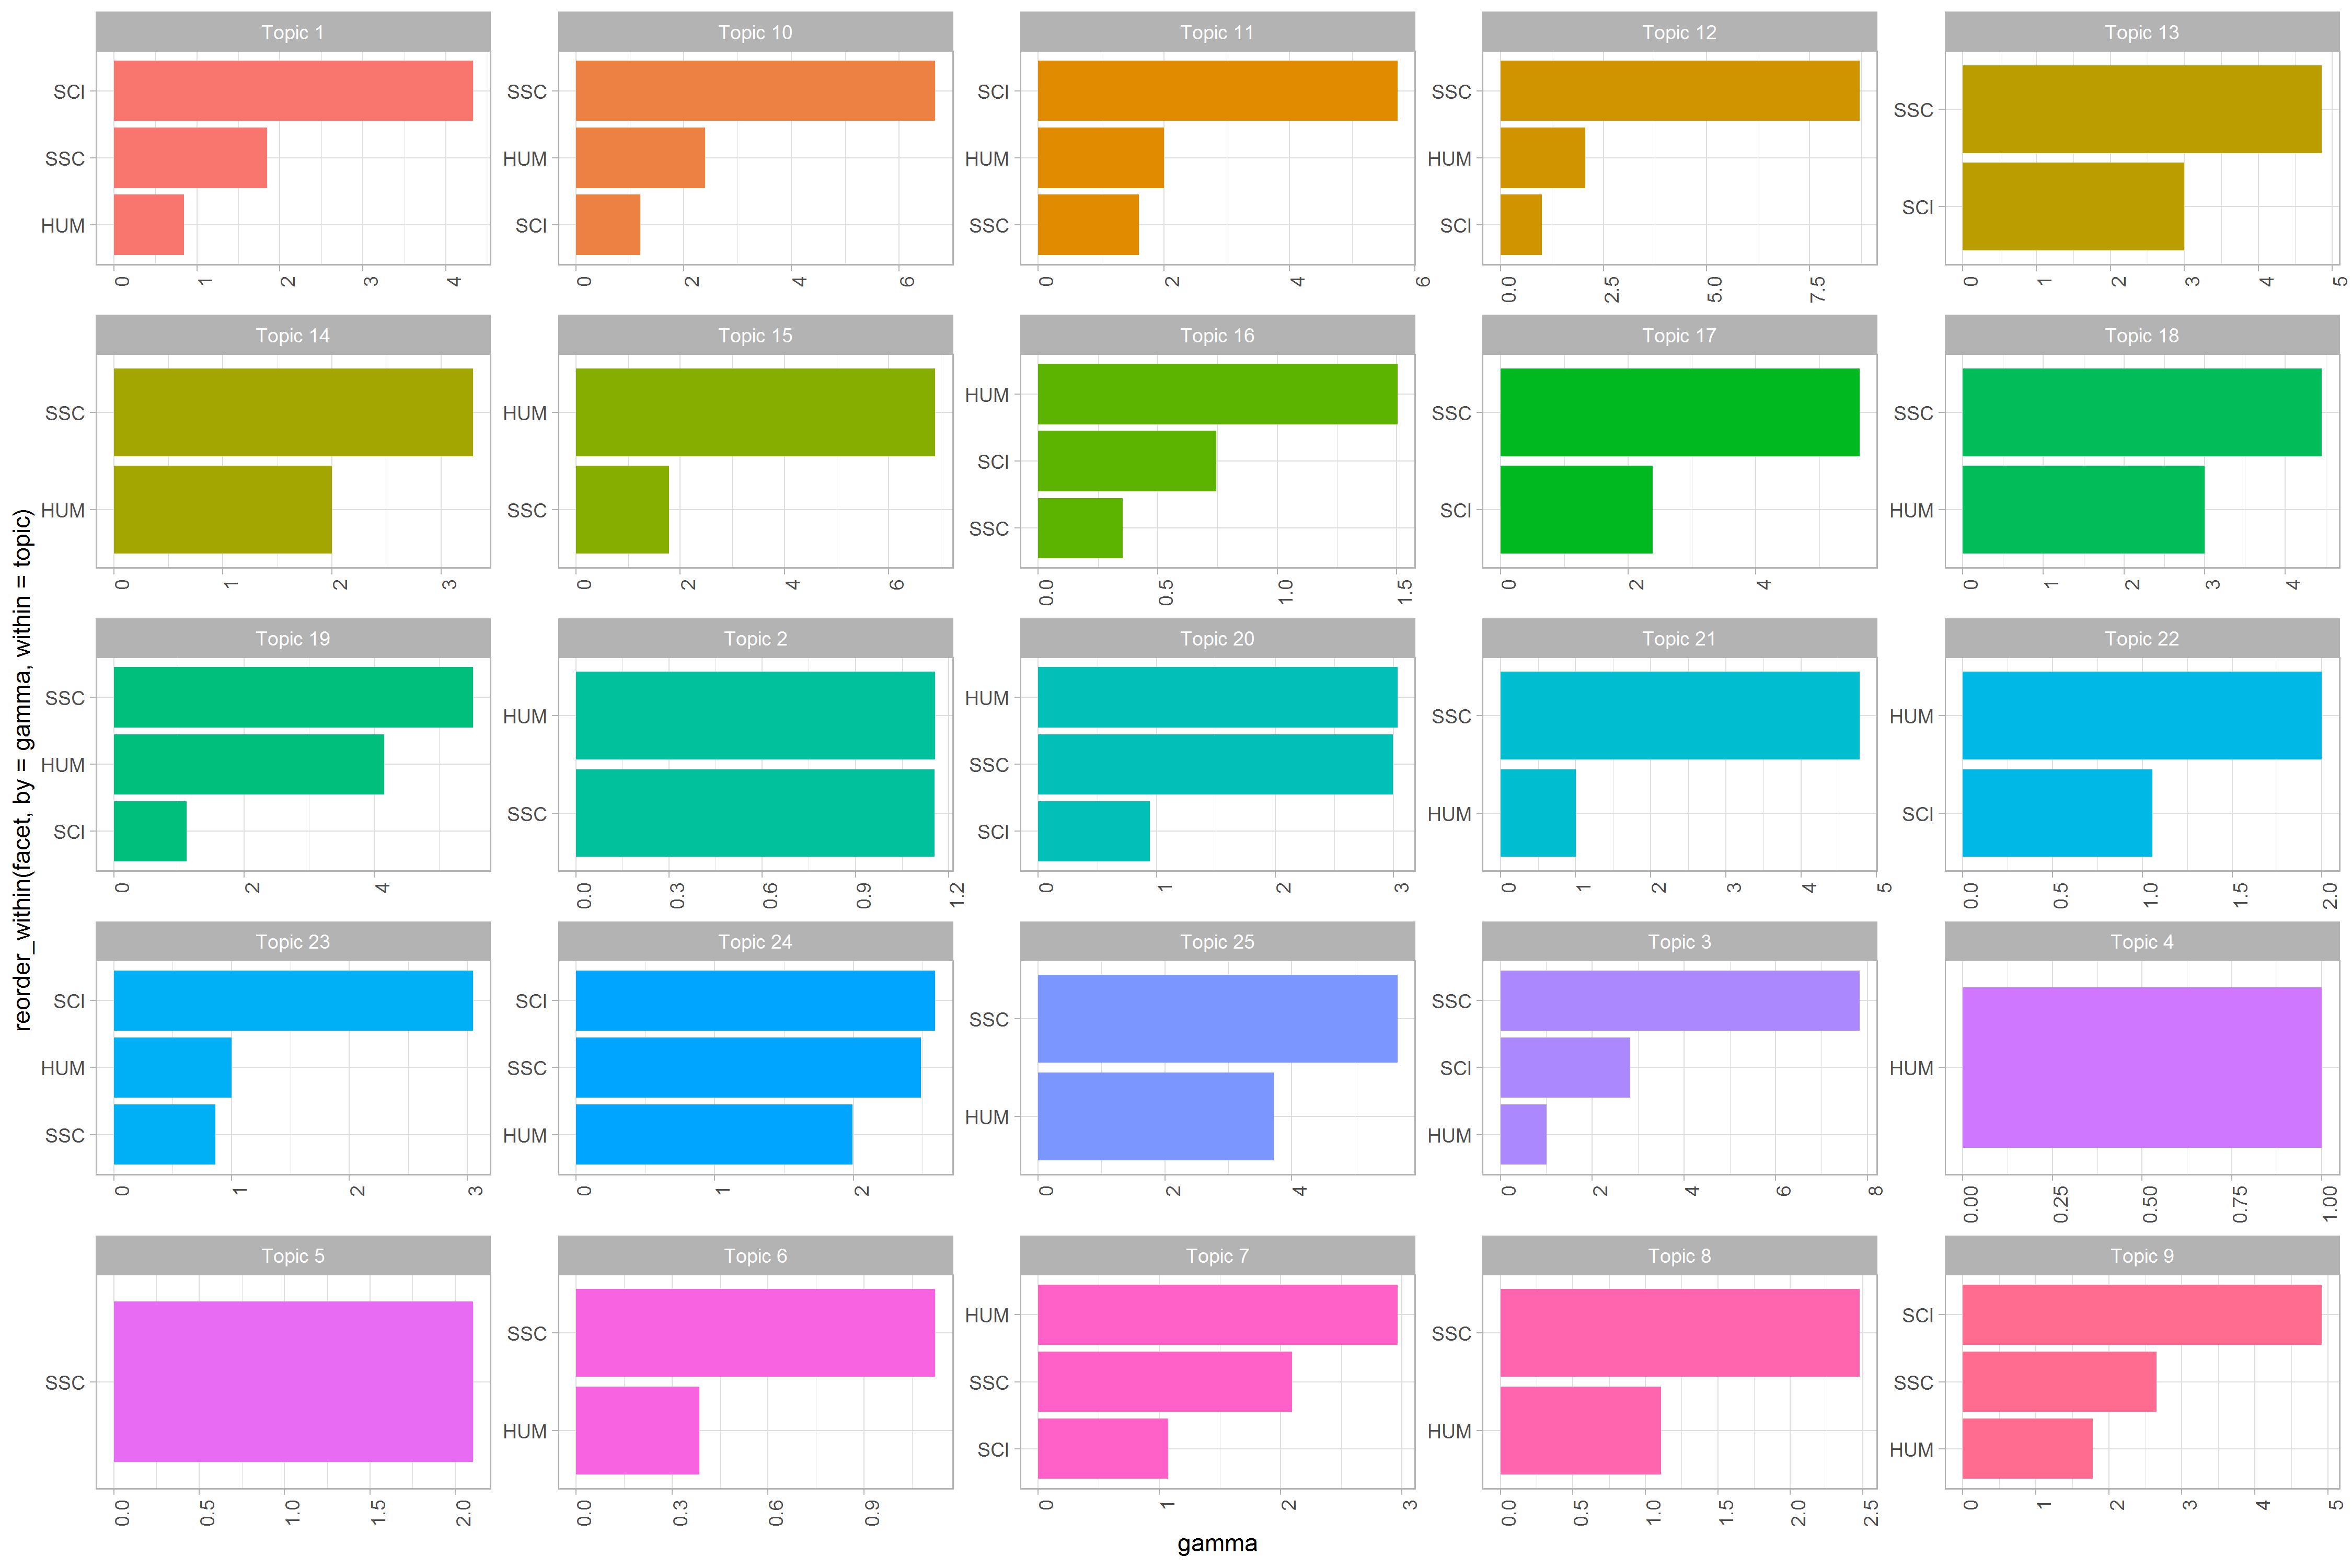 Topic 1
SCI
SSC
HUM
0 1 2 3 4
Topic 10
SSC
HUM
SCI
0 2 4 6
Topic 11
SCI
HUM
SSC
0 2 4 6
Topic 12
SSC
HUM
SCI
0.0 2.5 5.0 7.5
Topic 13
SSC
SCI
0 1 2 3 4 5
Topic 14
SSC
HUM
0 1 2 3
Topic 15
HUM
SSC
0 2 4 6
Topic 16
HUM
SCI
SSC
0.0 0.5 1.0 1.5
Topic 17
SSC
SCI
0 2 4
Topic 18
SSC
HUM
0 1 2 3 4
reorder_within(facet, by = gamma, within = topic)
Topic 19
SSC
HUM
SCI
0 2 4
Topic 2
HUM
SSC
0.0 0.3 0.6 0.9 1.2
Topic 20
HUM
SSC
SCI
0 1 2 3
Topic 21
SSC
HUM
0 1 2 3 4 5
Topic 22
HUM
SCI
0.0 0.5 1.0 1.5 2.0
Topic 23
SCI
HUM
SSC
0 1 2 3
Topic 24
SCI
SSC
HUM
0 1 2
Topic 25
SSC
HUM
0 2 4
Topic 3
SSC
SCI
HUM
0 2 4 6 8
Topic 4
HUM
0.00 0.25 0.50 0.75 1.00
Topic 5
SSC
0.0 0.5 1.0 1.5 2.0
Topic 6
SSC
HUM
0.0 0.3 0.6 0.9
Topic 7
HUM
SSC
SCI
0 1 2 3
Topic 8
SSC
HUM
0.0 0.5 1.0 1.5 2.0 2.5
Topic 9
SCI
SSC
HUM
0 1 2 3 4 5
gamma